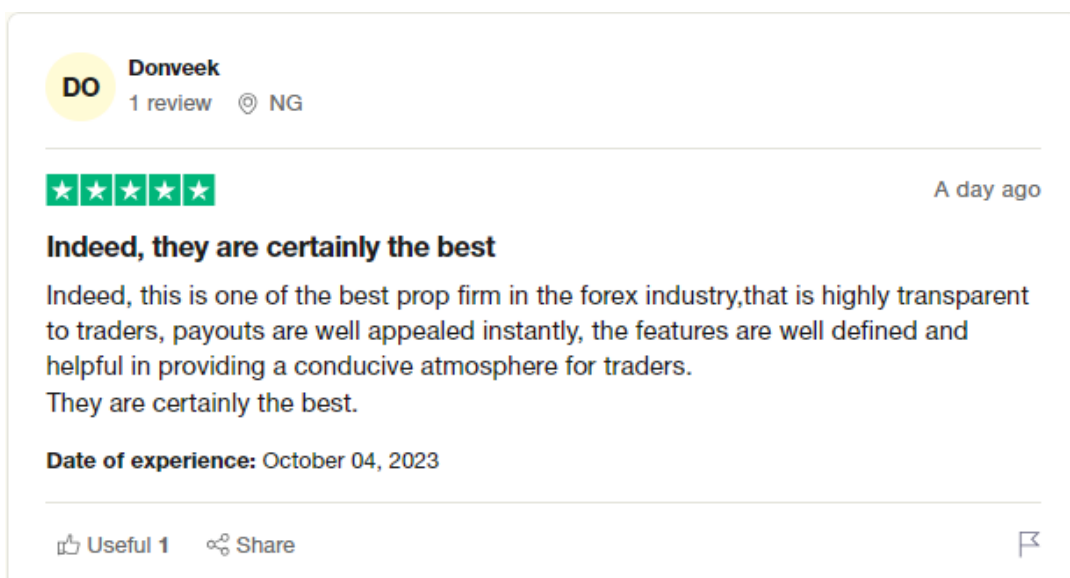 DO
Donveek
1 review NG
A day ago
Indeed, they are certainly the best
Indeed, this is one of the best prop firm in the forex industry,that is highly transparent
to traders, payouts are well appealed instantly, the features are well defined and
helpful in providing a conducive atmosphere for traders.
They are certainly the best.
Date of experience: October 04, 2023
Useful 1 Share